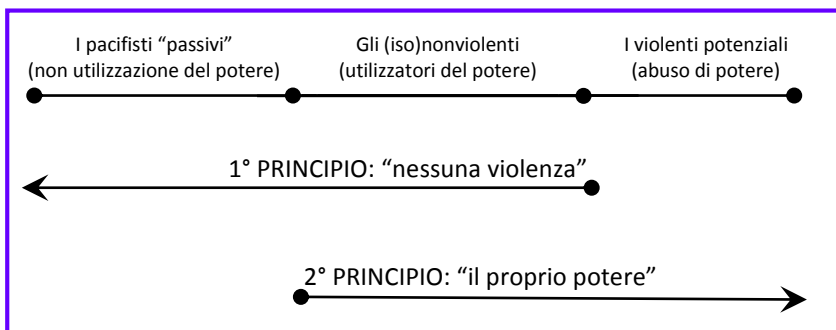 I pacifisti “passivi”
(non utilizzazione del potere)
Gli (iso)nonviolenti
(utilizzatori del potere)
I violenti potenziali
(abuso di potere)
1° PRINCIPIO: “nessuna violenza”
2° PRINCIPIO: “il proprio potere”